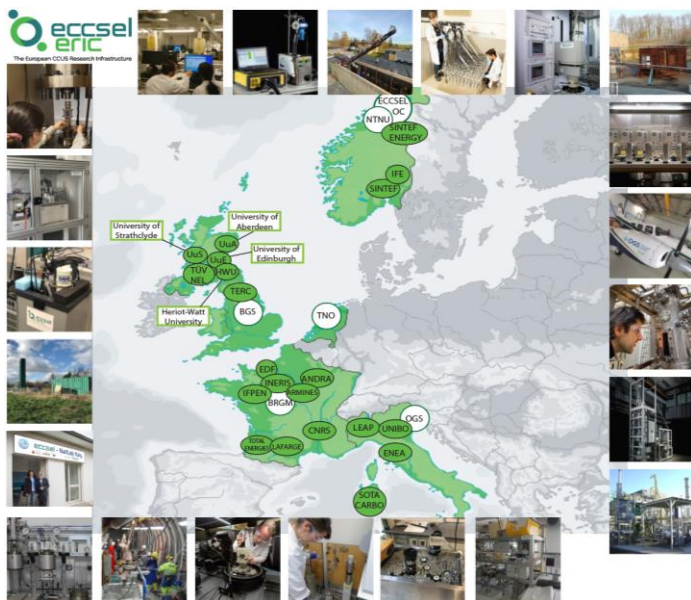 eccsel
eric
The European CCUS Research Infrastructure
ECCSEL
OC
NTNU
SINTEF
ENERGY
IFE
SINTEF
University of
Aberdeen
University of
Strathclyde
UuA
UuS
UuE
University of
Edinburgh
TÜV
NEL
HWU
TERC
Heriot-Watt
University
BGS
TNO
EDF
INERIS
ANDRA
IFPEN
ARMINES
BRGM
OGS
CNRS
LEAP
UNIBO
TOTAL
ENERGIES
LAFARGE
ENEA
SOTA
CARBO
OGS
eccsel